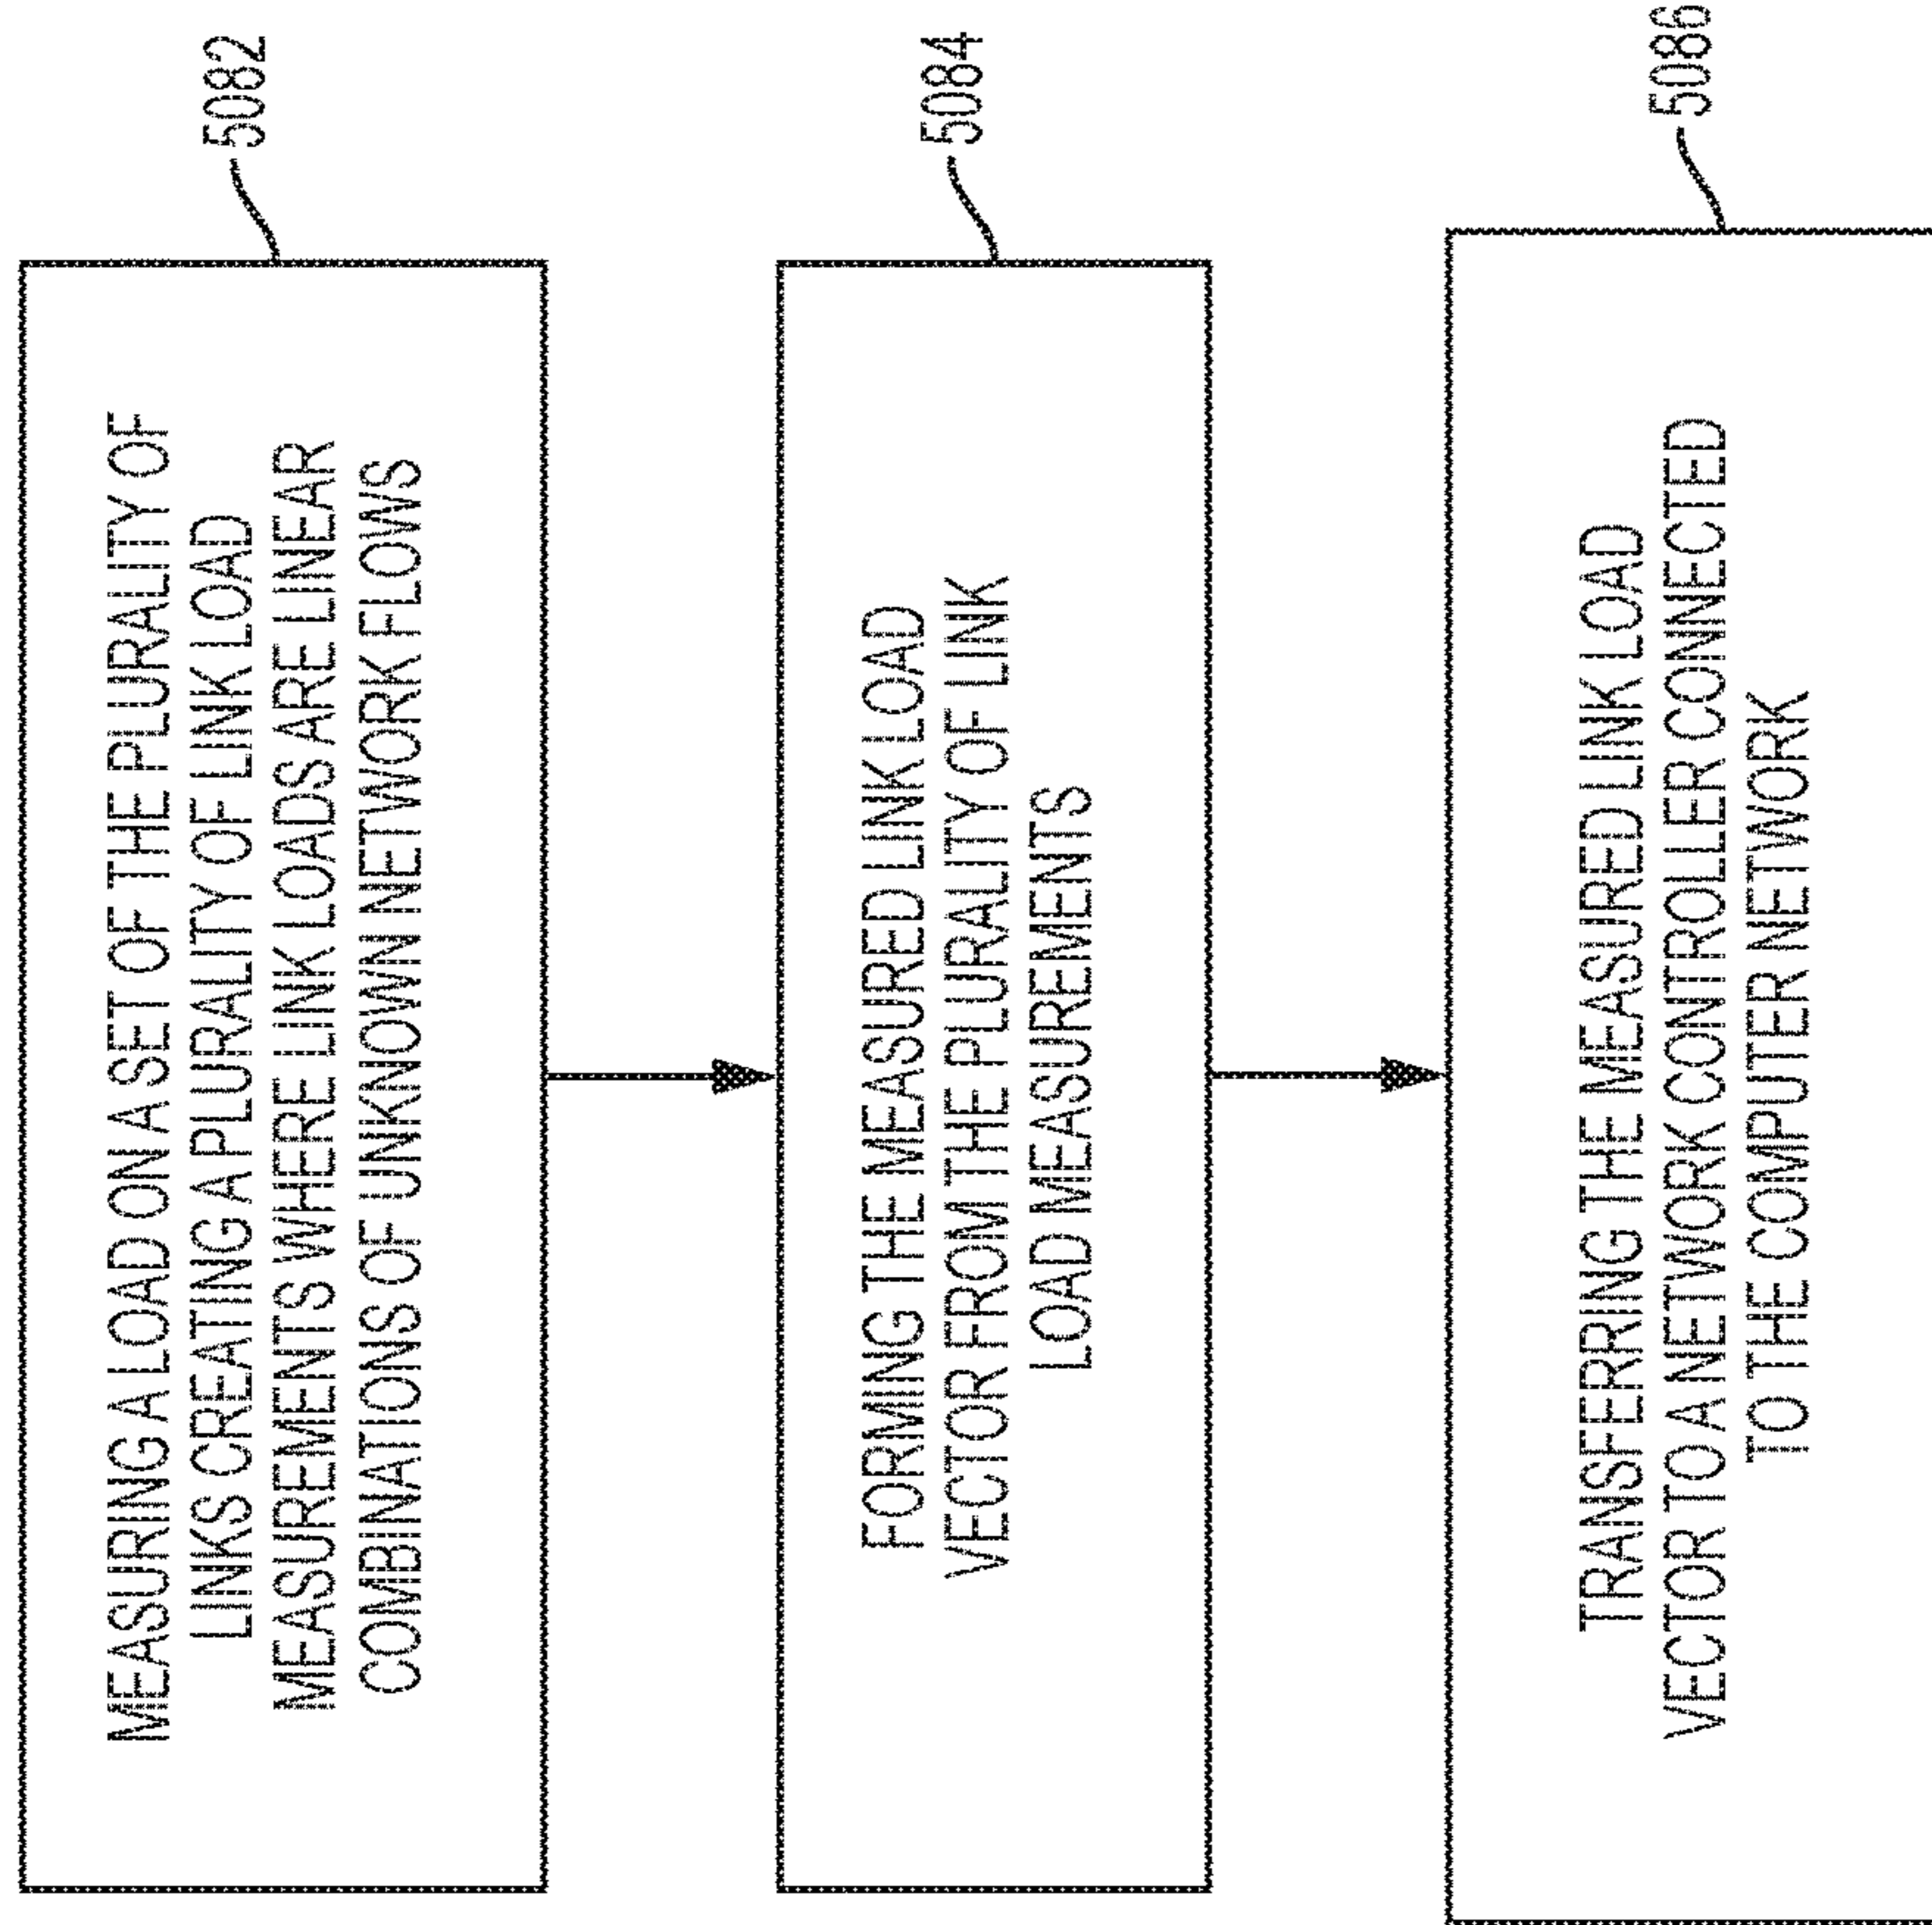 5082
MEASURING A LOAD ON A SET OF THE PLURALITY OF
LINKS CREATING A PLURALITY OF LINK LOAD
MEASUREMENTS WHERE LINK LOADS ARE LINEAR
COMBINATIONS OF UNKNOWN NETWORK FLOWS
5084
FORMING THE MEASURED LINK LOAD
VECTOR FROM THE PLURALITY OF LINK
LOAD MEASUREMENTS
5086
TRANSFERRING THE MEASURED LINK LOAD
VECTOR TO A NETWORK CONTROLLER CONNECTED
TO THE COMPUTER NETWORK